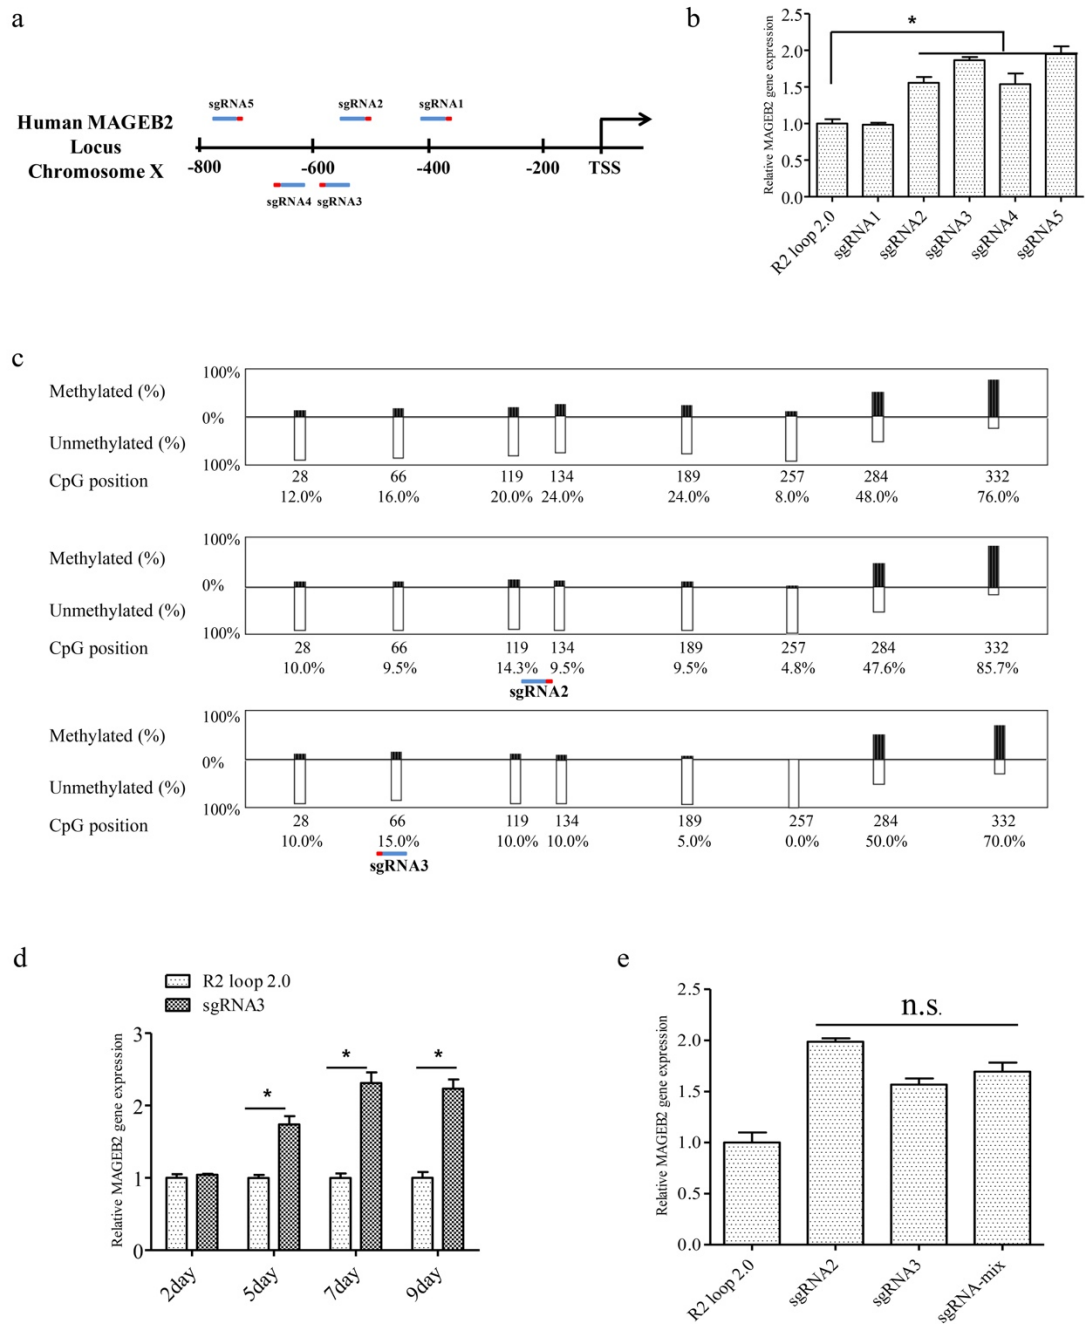 a
sgRNA5 sgRNA2 sgRNA1
Human MAGEB2
Locus
Chromosome X
-800 -600 -400 -200 TSS
sgRNA4 sgRNA3
b
Relative MAGEB2 gene expression
2.5
2.0
1.5
1.0
0.5
0.0
*
R2 loop 2.0 sgRNA1 sgRNA2 sgRNA3 sgRNA4 sgRNA5
c
Methylated (%) 100%
0%
Unmethylated (%)
100%
CpG position 28 66 119 134 189 257 284 332
12.0% 16.0% 20.0% 24.0% 24.0% 8.0% 48.0% 76.0%
Methylated (%) 100%
0%
Unmethylated (%)
100%
CpG position 28 66 119 134 189 257 284 332
10.0% 9.5% 14.3% 9.5% 9.5% 4.8% 47.6% 85.7%
sgRNA2
Methylated (%) 100%
0%
Unmethylated (%)
100%
CpG position 28 66 119 134 189 257 284 332
10.0% 15.0% 10.0% 10.0% 5.0% 0.0% 50.0% 70.0%
sgRNA3
d
R2 loop 2.0
sgRNA3
Relative MAGEB2 gene expression
3
2
1
0
* * *
2day 5day 7day 9day
e
Relative MAGEB2 gene expression
2.5
2.0
1.5
1.0
0.5
0.0
n.s.
R2 loop 2.0 sgRNA2 sgRNA3 sgRNA-mix